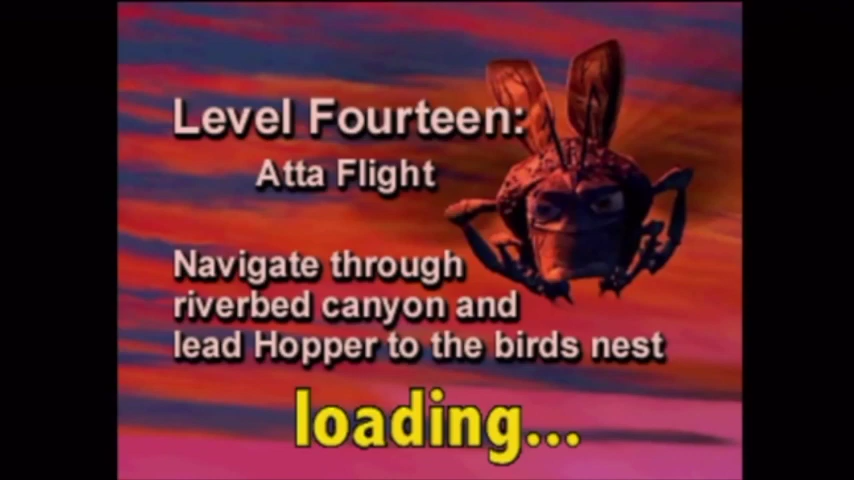 Level Fourteen:
Atta Flight
Navigate through
riverbed canyon and
lead Hopper to the birds nest
loading...